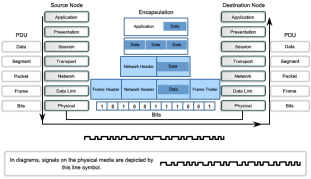 Source Node
Destination Node
Encapsulation
PDU
Application
Application Data
Application
PDU
Presentation
Presentation
Data
Session
Data Data Data
Session
Data
Segment
Transport
Network Header Data
Transport
Segment
Packet
Network
Network
Packet
Frame
Data Link
Frame Header Network Header Data Frame Trailer
Data Link
Frame
Bits
Physical
1 0 1 0 0 1 1 1 0 1 0
Physical
Bits
Bits
In diagrams, signals on the physical media are depicted by
this line symbol.